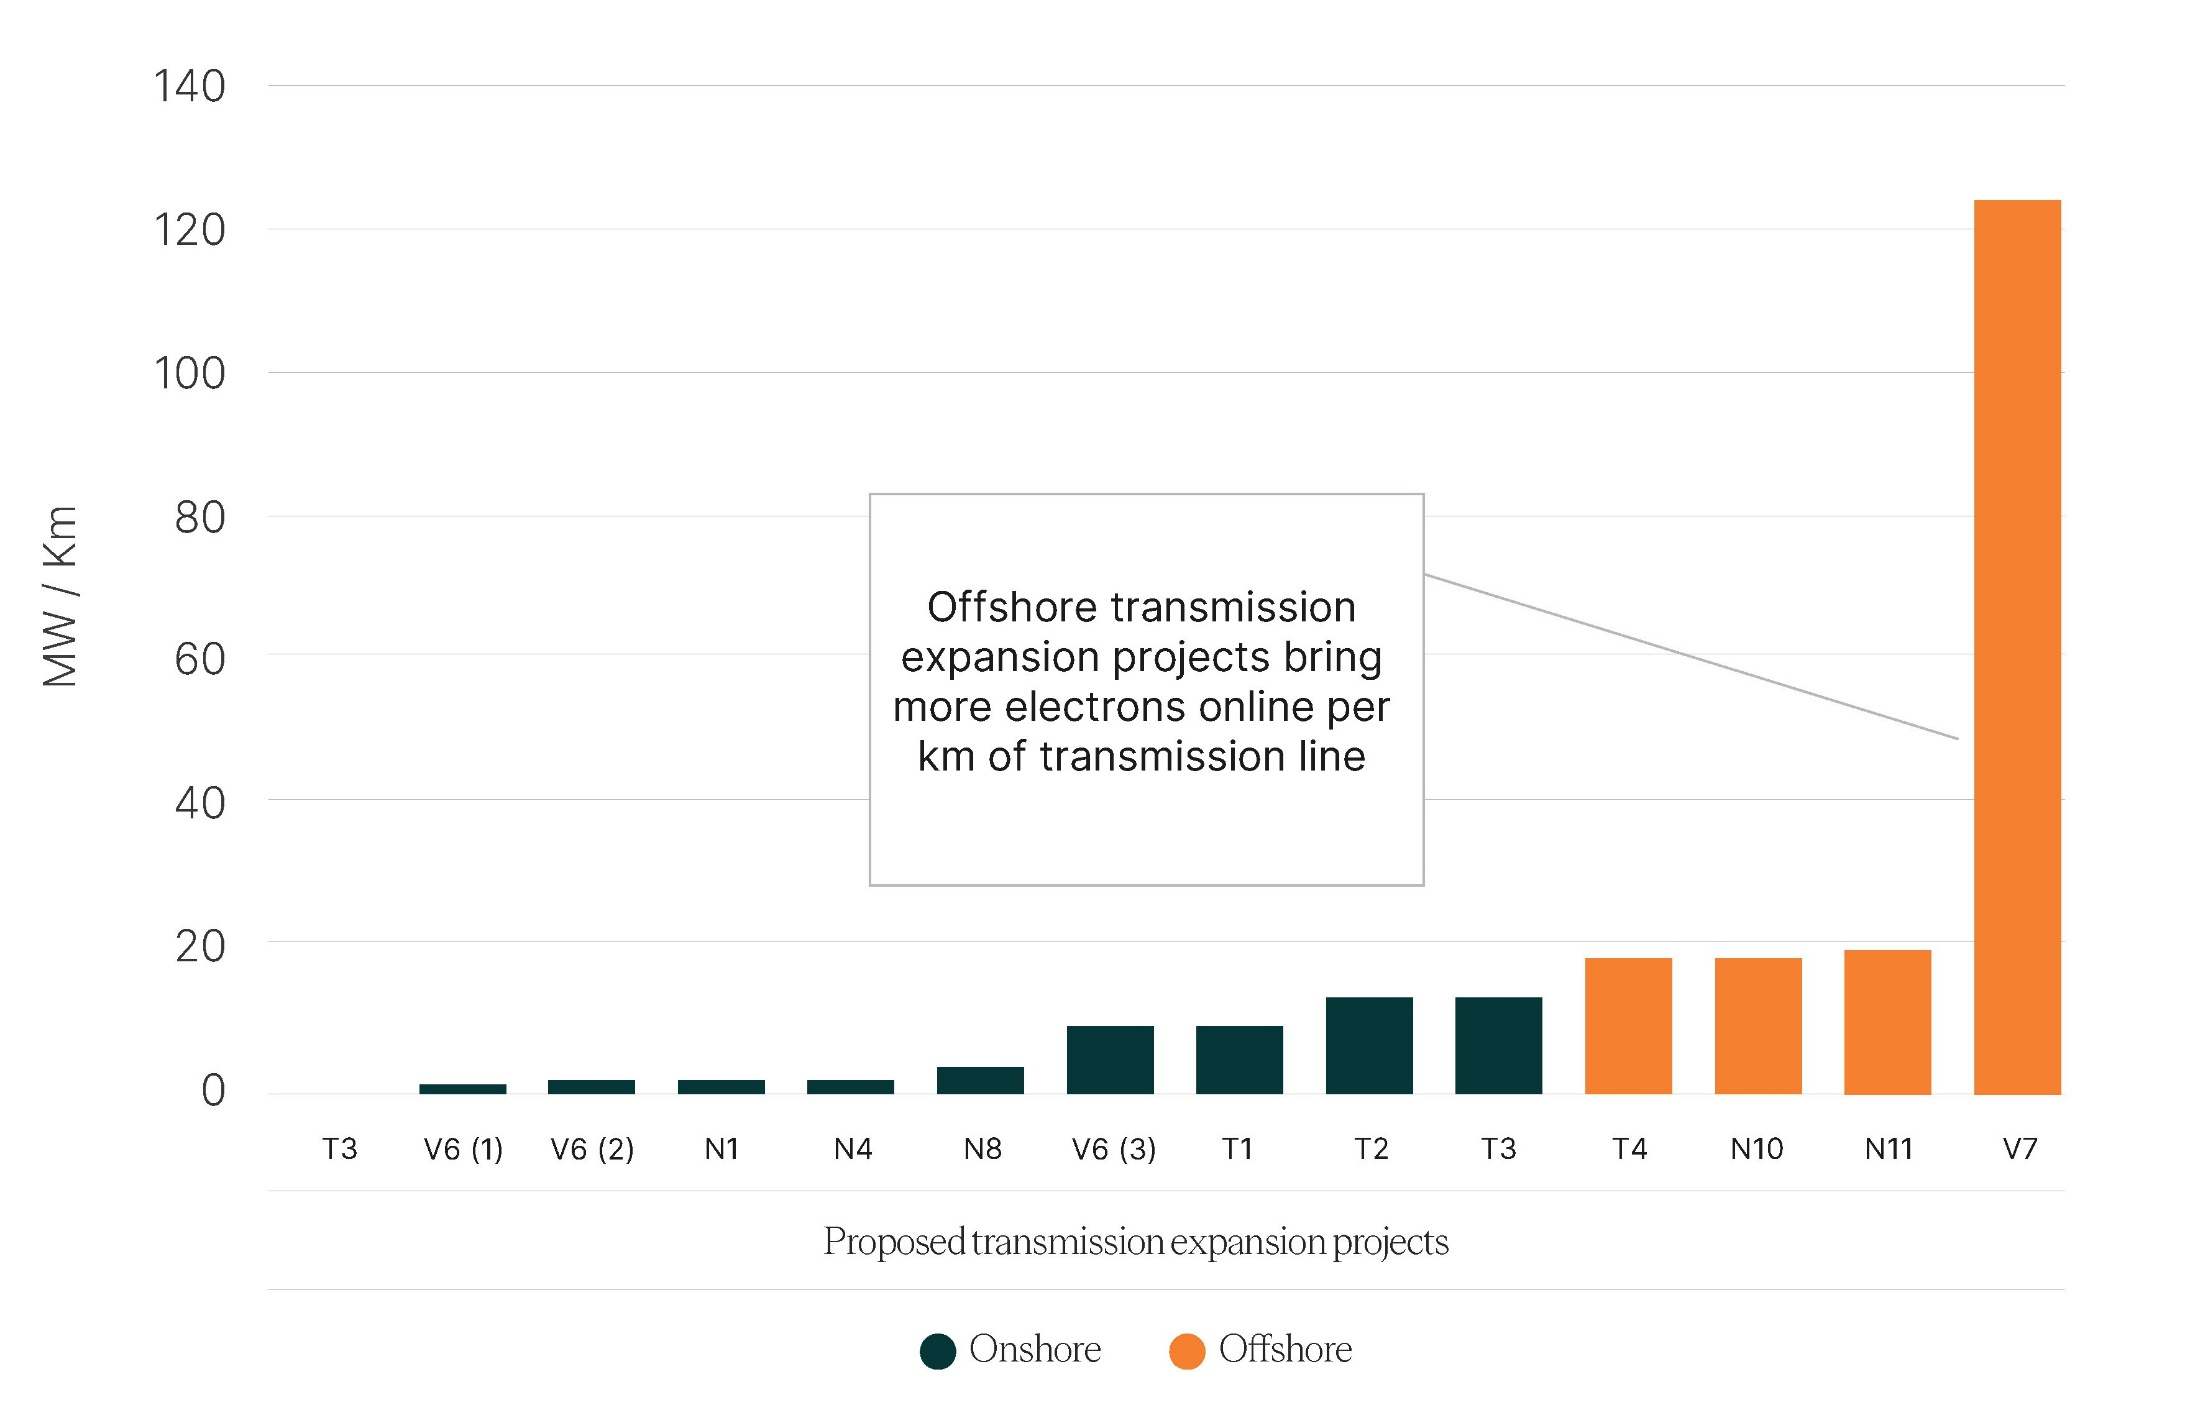 140
120
100
80
60
40
20
0
MW / Km
Offshore transmission
expansion projects bring
more electrons online per
km of transmission line
T3 V6 (1) V6 (2) N1 N4 N8 V6 (3) T1 T2 T3 T4 N10 N11 V7
Proposed transmission expansion projects
Onshore Offshore